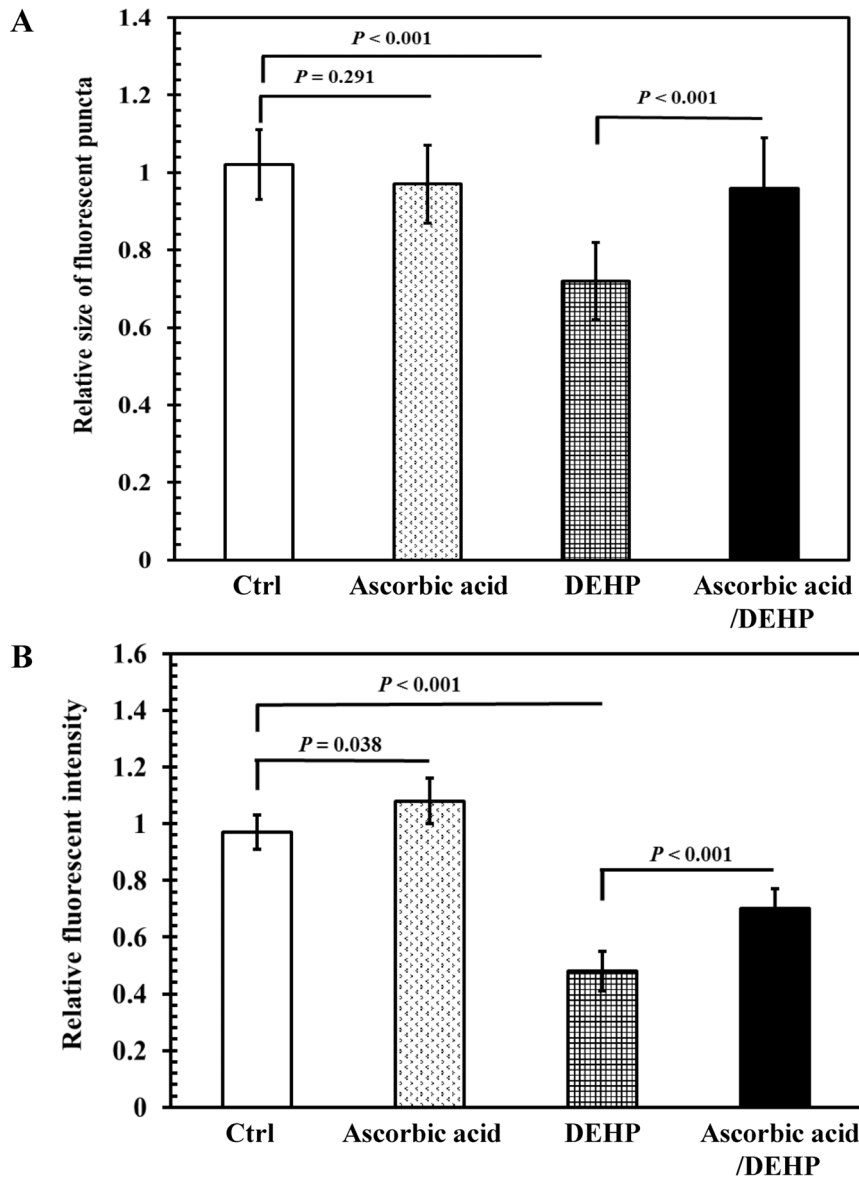 A
Relative size of fluorescent puncta
1.4
1.2
1
0.8
0.6
0.4
0.2
0
P < 0.001
P = 0.291
P < 0.001
Ctrl
Ascorbic acid
DEHP
Ascorbic acid
/DEHP
B
Relative fluorescent intensity
1.6
1.4
1.2
1
0.8
0.6
0.4
0.2
0
P < 0.001
P = 0.038
P < 0.001
Ctrl
Ascorbic acid
DEHP
Ascorbic acid
/DEHP